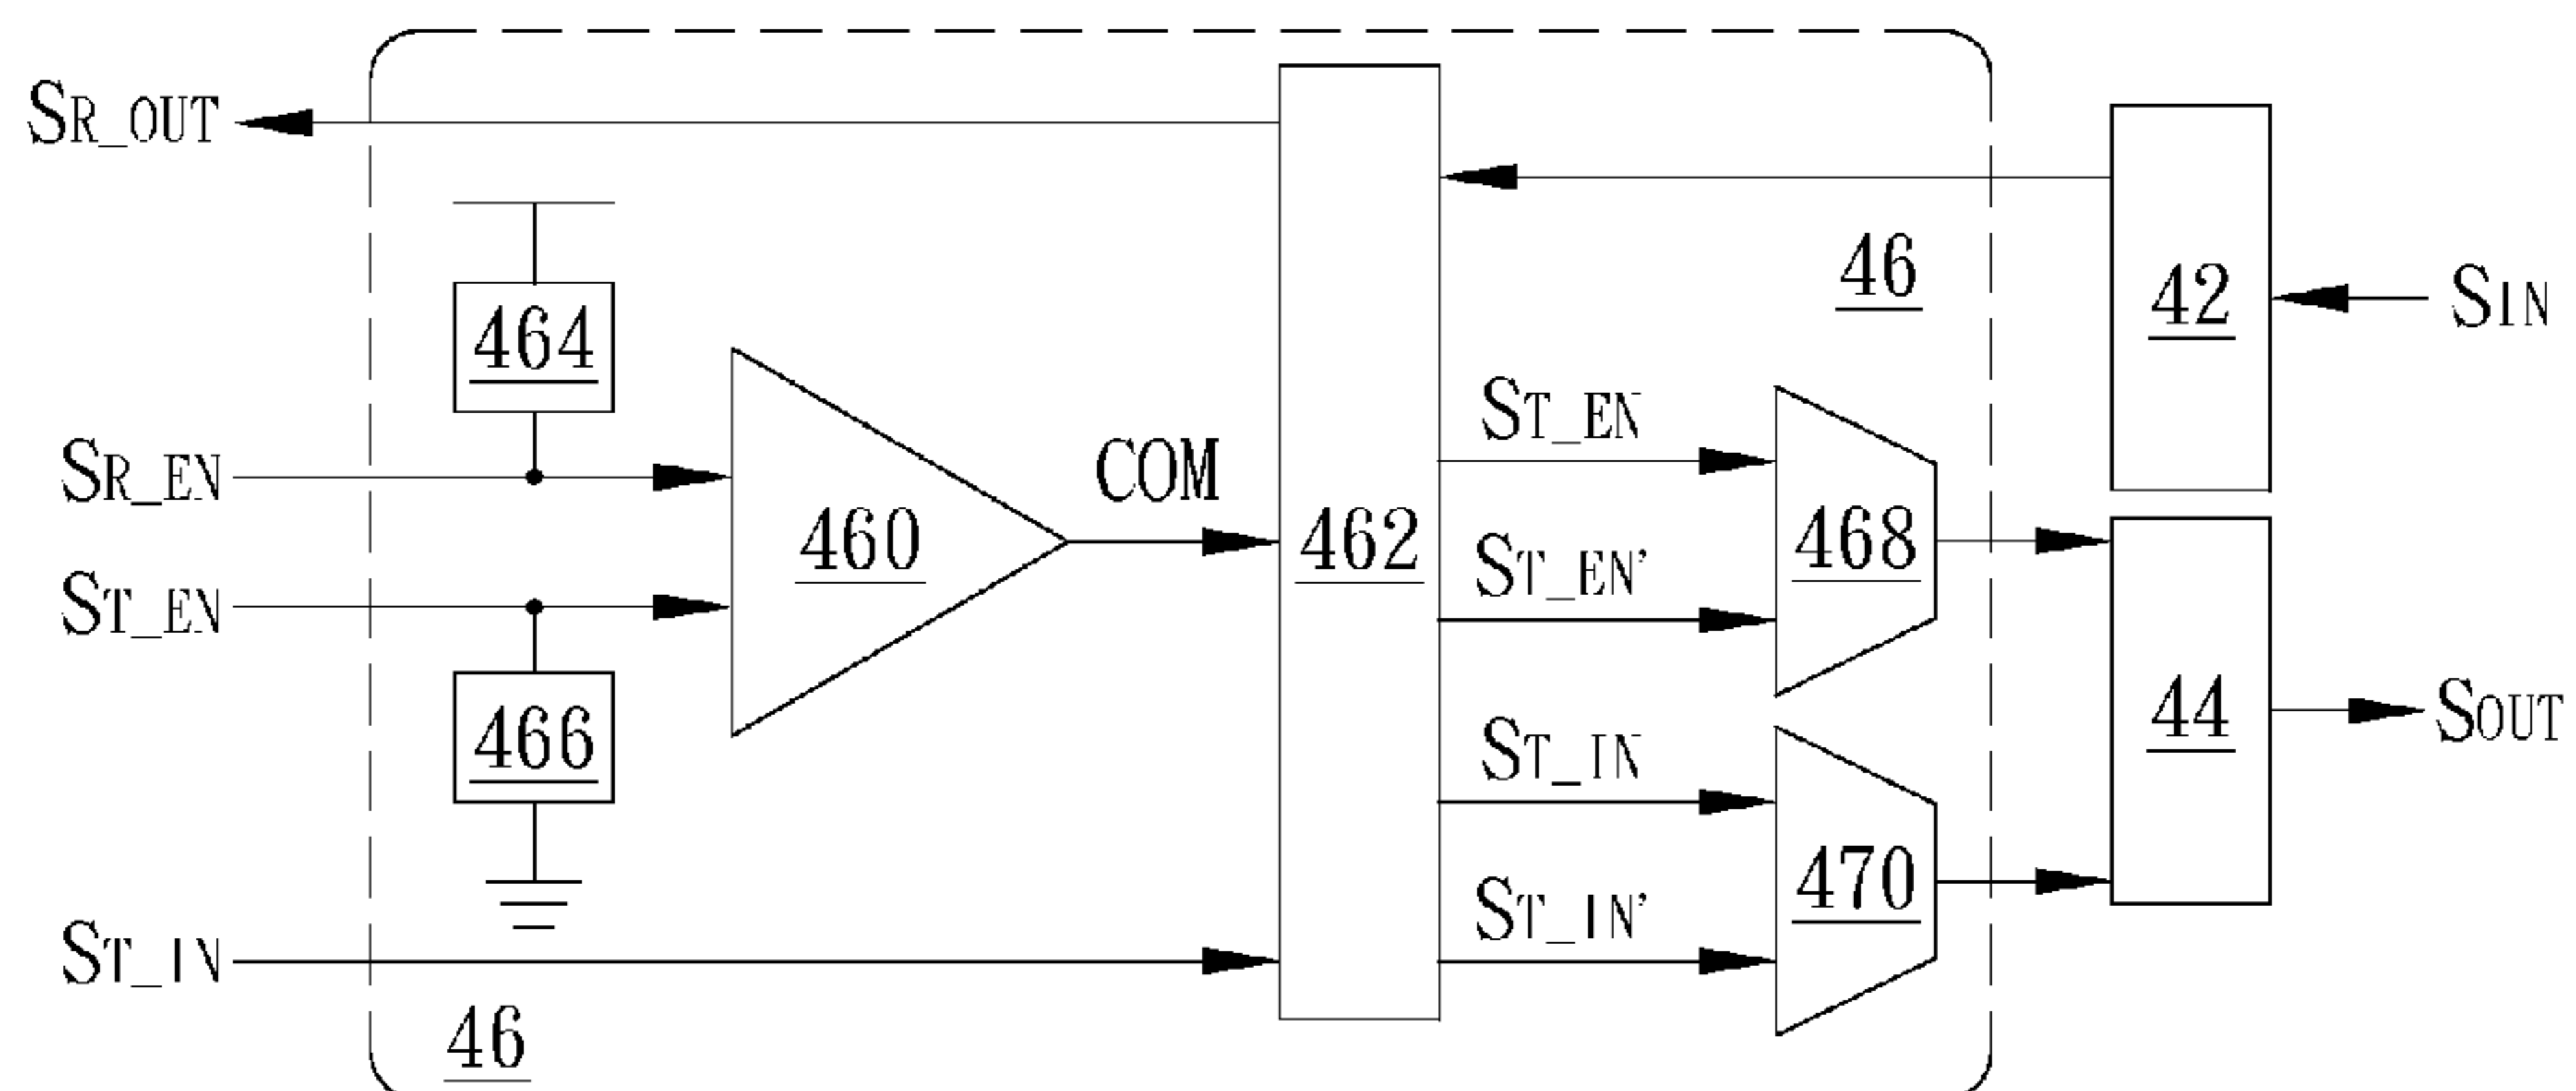 SR_OUT
46
42
SIN
464
SR_EN
COM
ST_EN
460
462
468
ST_EN
ST_EN'
466
ST_IN
44
SOUT
470
ST_IN'
ST_IN
46